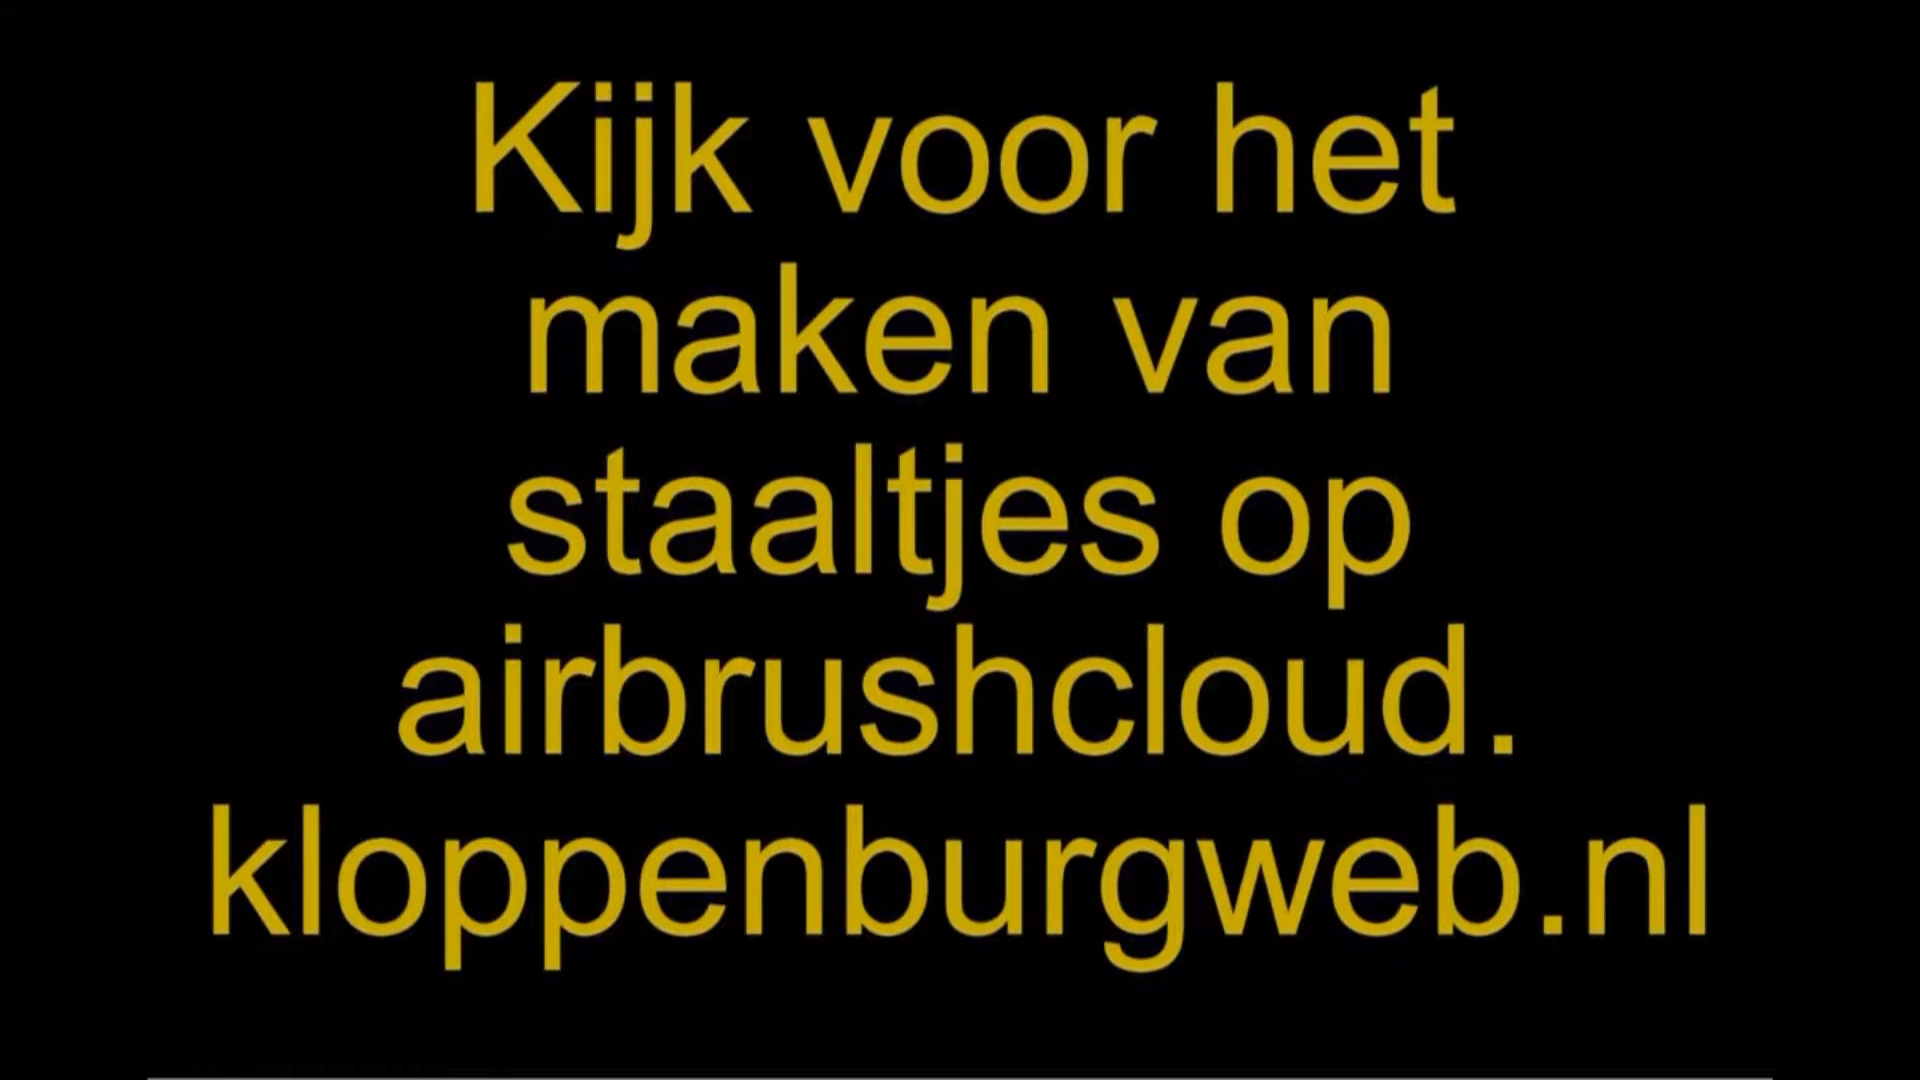 Kijk voor het
maken van
staaltjes op
airbrushcloud.
kloppenburgweb.nl